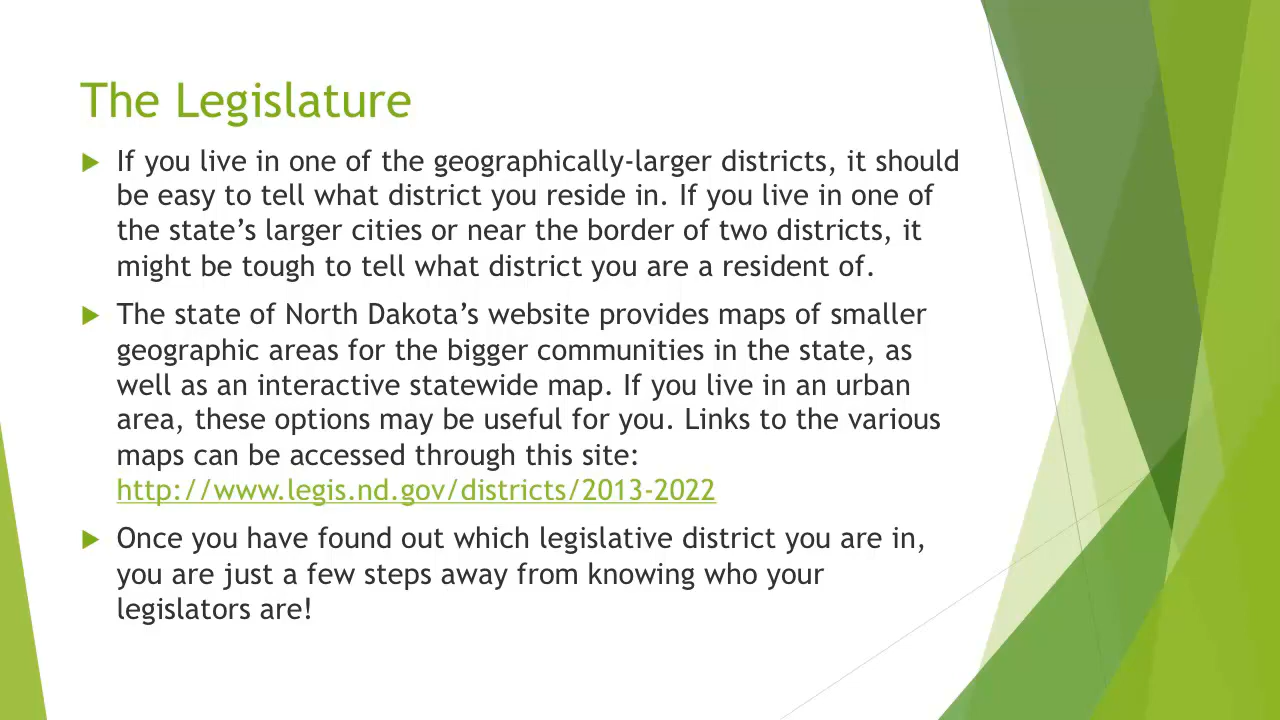 The Legislature
If you live in one of the geographically-larger districts, it should
be easy to tell what district you reside in. If you live in one of
the state’s larger cities or near the border of two districts, it
might be tough to tell what district you are a resident of.
The state of North Dakota’s website provides maps of smaller
geographic areas for the bigger communities in the state, as
well as an interactive statewide map. If you live in an urban
area, these options may be useful for you. Links to the various
maps can be accessed through this site:
http://www.legis.nd.gov/districts/2013-2022
Once you have found out which legislative district you are in,
you are just a few steps away from knowing who your
legislators are!